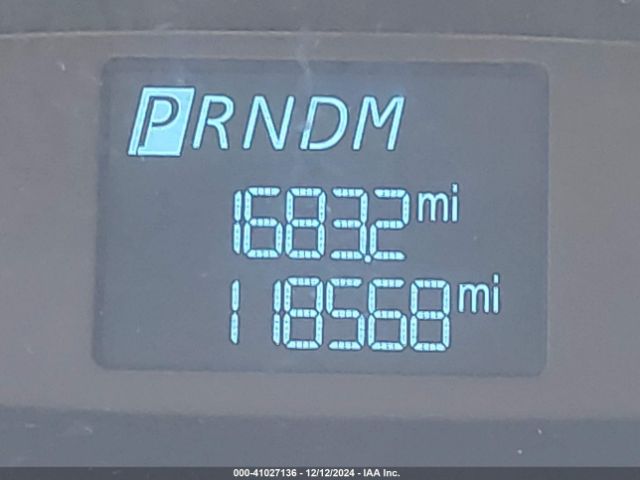 PRNDM
1683.2 mi
118568 mi
000-41027136 - 12/12/2024 - IAA Inc.